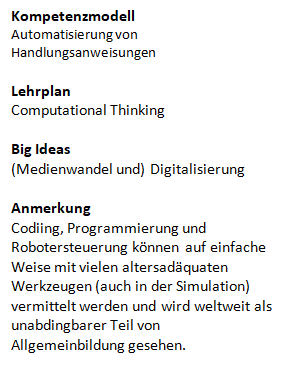 Kompetenzmodell
Automatisierung von
Handlungsanweisungen
Lehrplan
Computational Thinking
Big Ideas
(Medienwandel und) Digitalisierung
Anmerkung
Codiing, Programmierung und
Robotersteuerung können auf einfache
Weise mit vielen altersadäquaten
Werkzeugen (auch in der Simulation)
vermittelt werden und wird weltweit als
unabdingbarer Teil von
Allgemeinbildung gesehen.